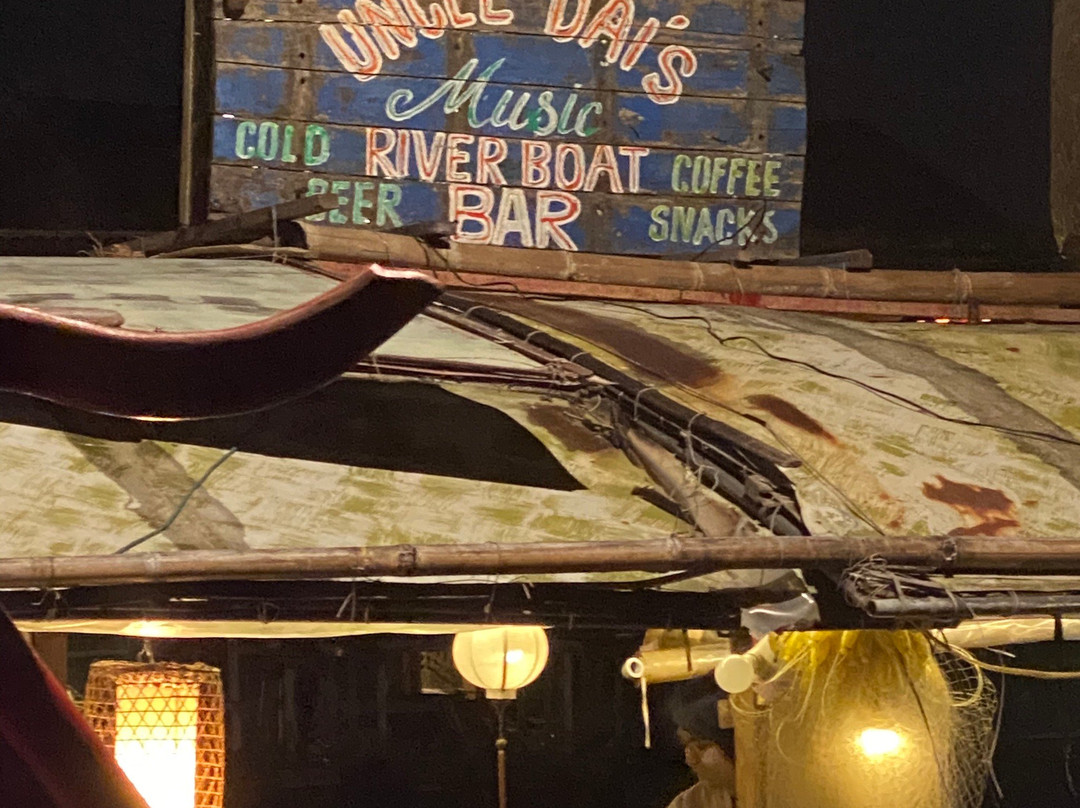 UNCLE DAI'S
Music
COLD RIVER BOAT COFFEE
BEER BAR SNACKS